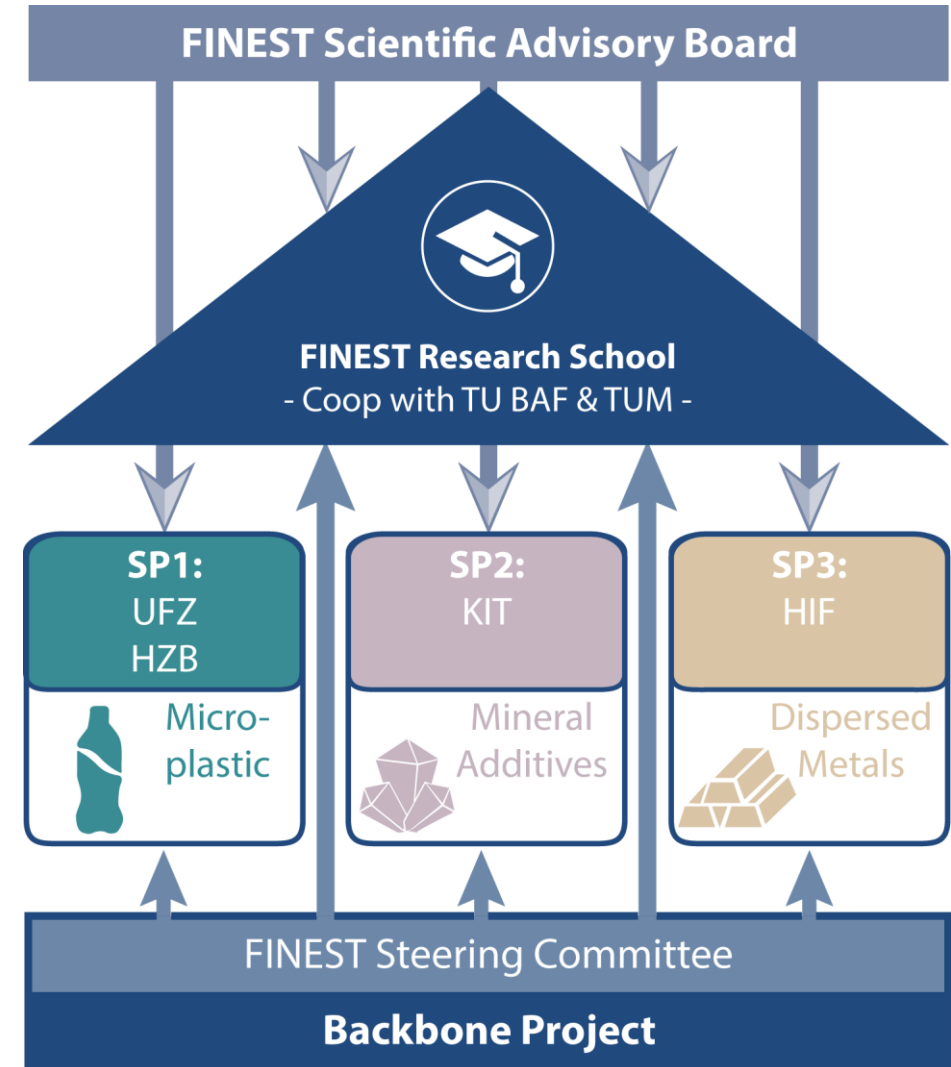 FINEST Scientific Advisory Board
FINEST Research School
- Coop with TU BAF & TUM -
SP1:
UFZ
HZB
Micro-
plastic
SP2:
KIT
Mineral
Additives
SP3:
HIF
Dispersed
Metals
FINEST Steering Committee
Backbone Project